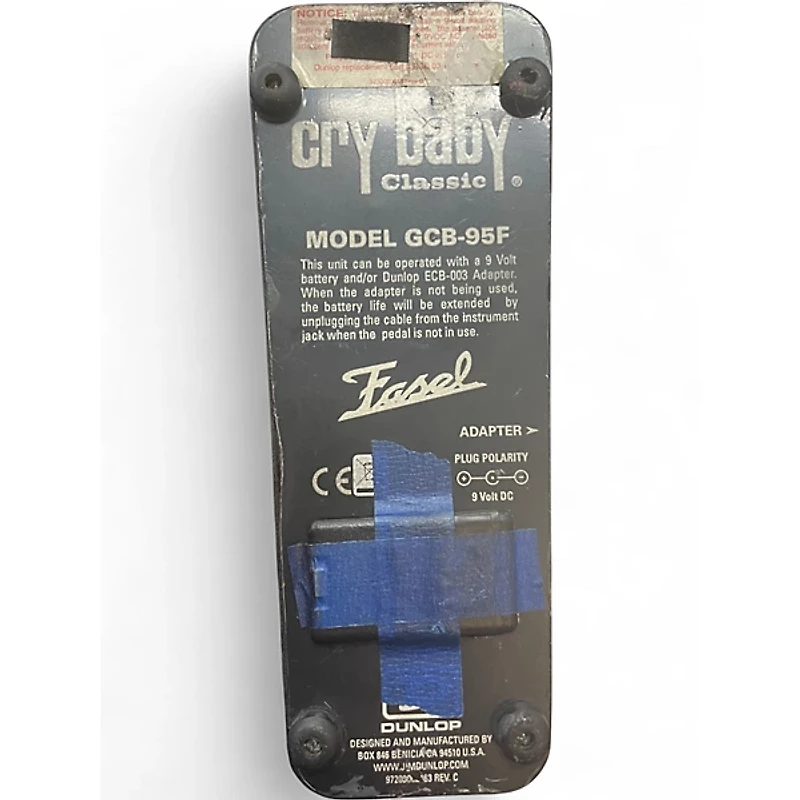 NOTICE:
Dunlop replacement
cry baby
Classic®
MODEL GCB-95F
This unit can be operated with a 9 Volt
battery and/or Dunlop ECB-003 Adapter.
When the adapter is not being used,
the battery life will be extended by
unplugging the cable from the instrument
jack when the pedal is not in use.
Fasel
ADAPTER
PLUG POLARITY
CE
9 Volt DC
DUNLOP
DESIGNED AND MANUFACTURED BY
BOX 846 BENICIA CA 94510 U.S.A.
WWW.JIMDUNLOP.COM
REV. C